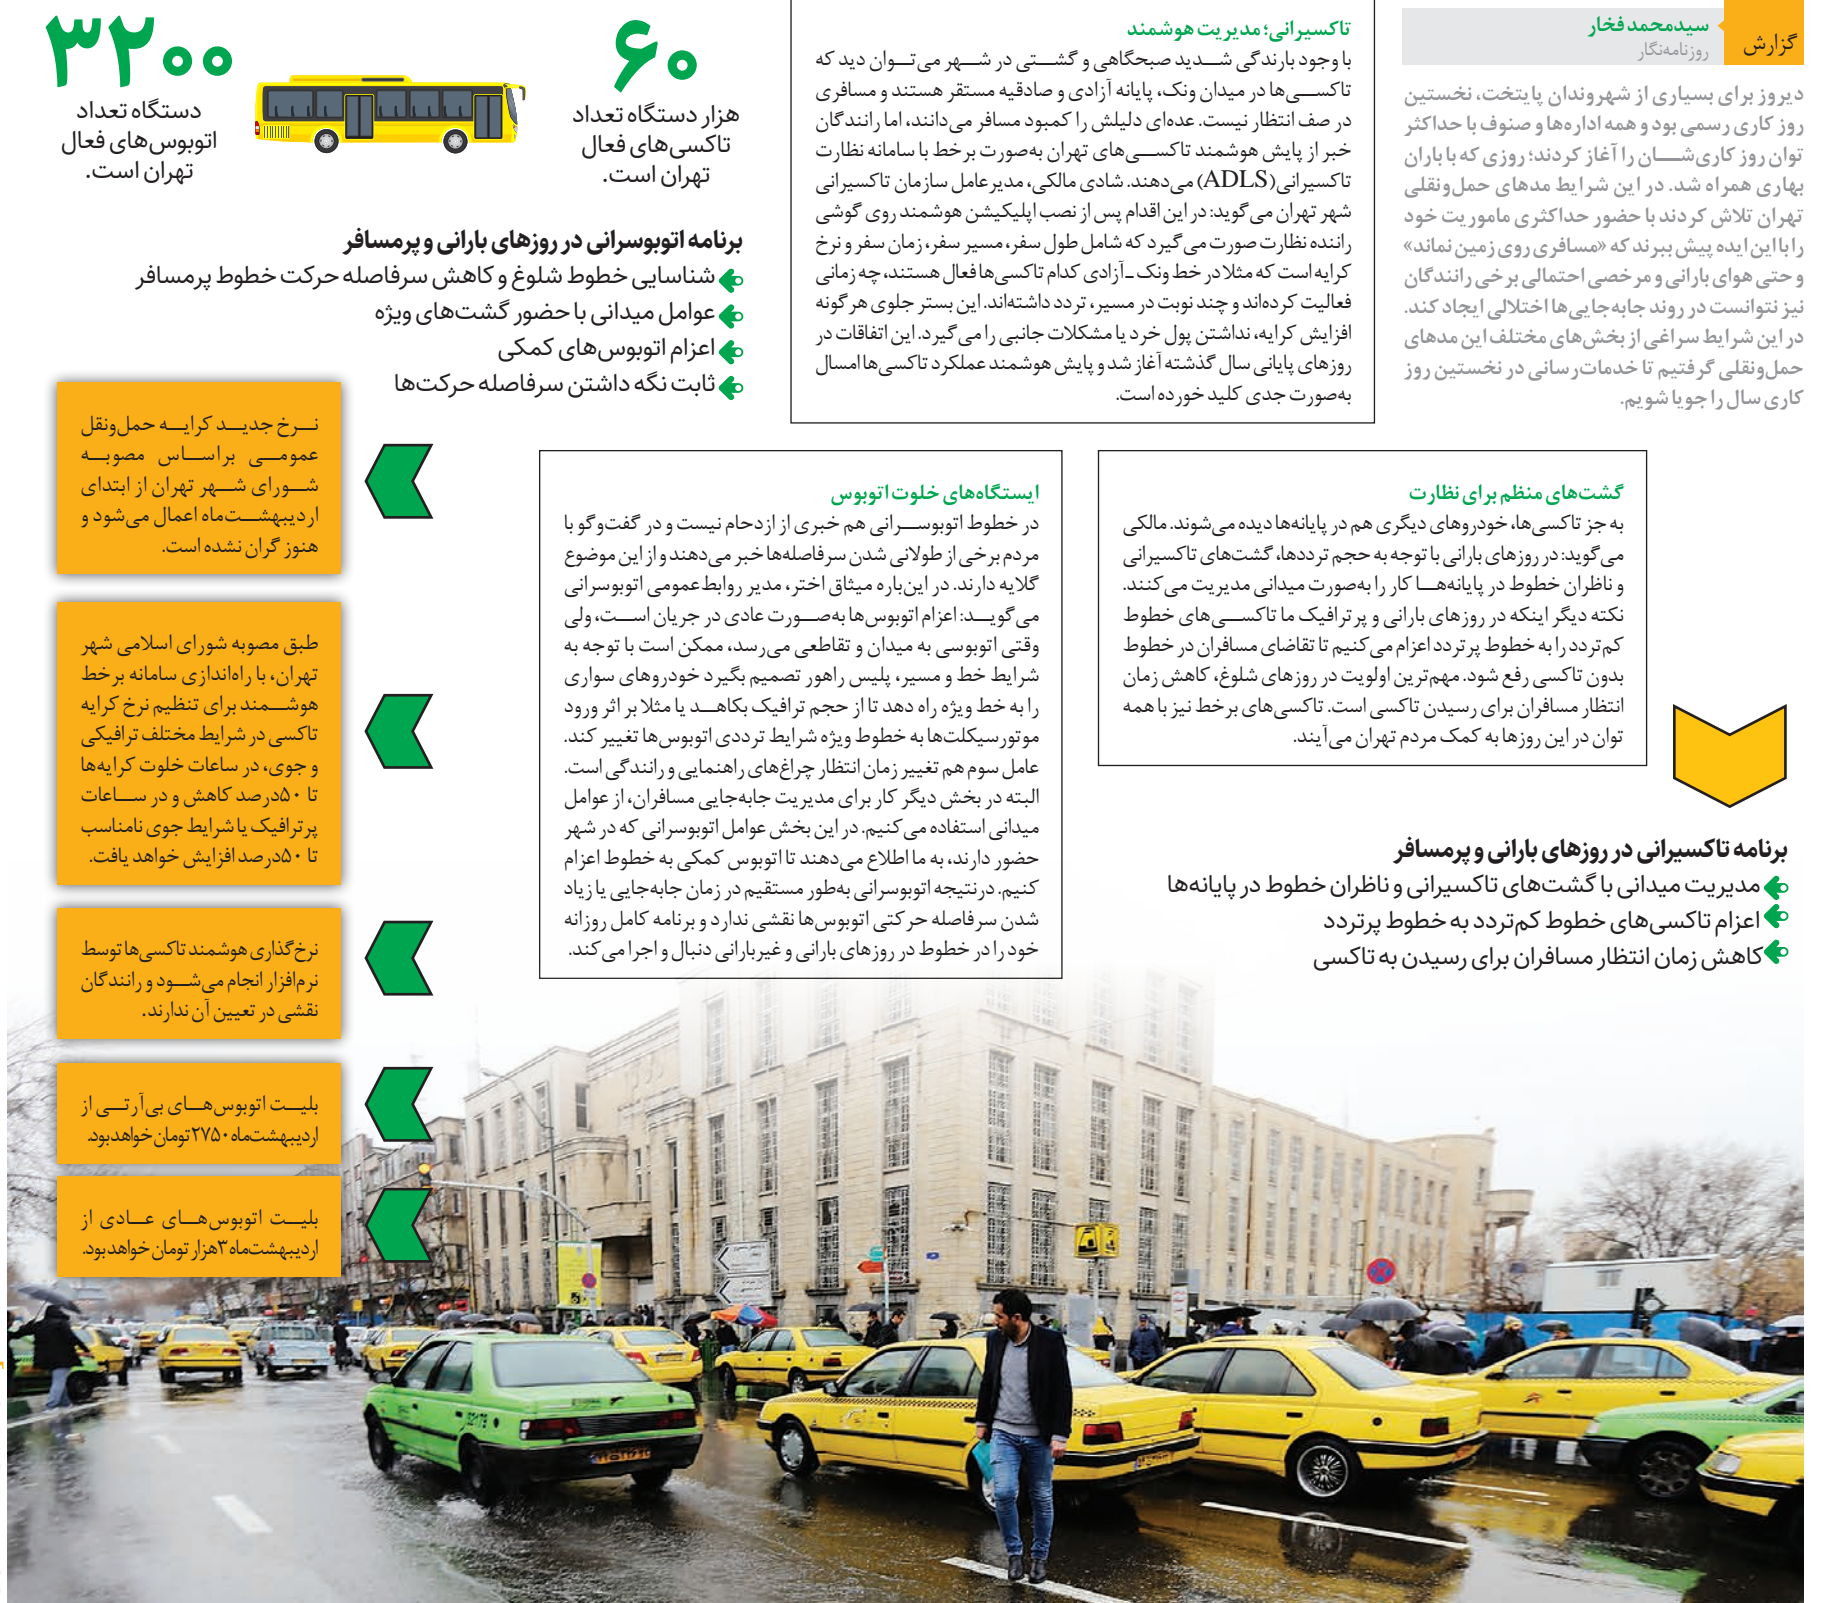 گزارش
سیدمحمد فخار
روزنامه‌نگار
دیروز برای بسیاری از شهروندان پایتخت، نخستین
روز کاری رسمی بود و همه اداره‌ها و صنوف با حداکثر
توان روز کاری‌شان را آغاز کردند؛ روزی که با باران
بهاری همراه شد. در این شرایط مدهای حمل‌ونقلی
تهران تلاش کردند با حضور حداکثری ماموریت خود
را با این ایده پیش ببرند که «مسافری روی زمین نماند»
و حتی هوای بارانی و مرخصی احتمالی برخی رانندگان
نیز نتوانست در روند جابه‌جایی‌ها اختلالی ایجاد کند.
در این شرایط سراغی از بخش‌های مختلف این مدهای
حمل‌ونقلی گرفتیم تا خدمات‌رسانی در نخستین روز
کاری سال را جویا شویم.
تاکسیرانی؛ مدیریت هوشمند
با وجود بارندگی شدید صبحگاهی و گشتی در شهر می‌توان دید که
تاکسی‌ها در میدان ونک، پایانه آزادی و صادقیه مستقر هستند و مسافری
در صف انتظار نیست. عده‌ای دلیلش را کمبود مسافر می‌دانند، اما رانندگان
خبر از پایش هوشمند تاکسی‌های تهران به‌صورت برخط با سامانه نظارت
تاکسیرانی(ADLS) می‌دهند. شادی مالکی، مدیرعامل سازمان تاکسیرانی
شهر تهران می‌گوید: در این اقدام پس از نصب اپلیکیشن هوشمند روی گوشی
راننده نظارت صورت می‌گیرد که شامل طول سفر، مسیر سفر، زمان سفر و نرخ
کرایه است که مثلا در خط ونک ـ آزادی کدام تاکسی‌ها فعال هستند، چه زمانی
فعالیت کرده‌اند و چند نوبت در مسیر، تردد داشته‌اند. این بستر جلوی هرگونه
افزایش کرایه، نداشتن پول خرد یا مشکلات جانبی را می‌گیرد. این اتفاقات در
روزهای پایانی سال گذشته آغاز شد و پایش هوشمند عملکرد تاکسی‌ها امسال
به‌صورت جدی کلید خورده است.
۶۰
هزار دستگاه تعداد
تاکسی‌های فعال
تهران است.
۳۲۰۰
دستگاه تعداد
اتوبوس‌های فعال
تهران است.
برنامه اتوبوسرانی در روزهای بارانی و پرمسافر
شناسایی خطوط شلوغ و کاهش سرفاصله حرکت خطوط پرمسافر
عوامل میدانی با حضور گشت‌های ویژه
اعزام اتوبوس‌های کمکی
ثابت نگه داشتن سرفاصله حرکت‌ها
گشت‌های منظم برای نظارت
به جز تاکسی‌ها، خودروهای دیگری هم در پایانه‌ها دیده می‌شوند. مالکی
می‌گوید: در روزهای بارانی با توجه به حجم ترددها، گشت‌های تاکسیرانی
و ناظران خطوط در پایانه‌ها کار را به‌صورت میدانی مدیریت می‌کنند.
نکته دیگر اینکه در روزهای بارانی و پرترافیک ما تاکسی‌های خطوط
کم‌تردد را به خطوط پرتردد اعزام می‌کنیم تا تقاضای مسافران در خطوط
بدون تاکسی رفع شود. مهم‌ترین اولویت در روزهای شلوغ، کاهش زمان
انتظار مسافران برای رسیدن تاکسی است. تاکسی‌های برخط نیز با همه
توان در این روزها به کمک مردم تهران می‌آیند.
برنامه تاکسیرانی در روزهای بارانی و پرمسافر
مدیریت میدانی با گشت‌های تاکسیرانی و ناظران خطوط در پایانه‌ها
اعزام تاکسی‌های خطوط کم‌تردد به خطوط پرتردد
کاهش زمان انتظار مسافران برای رسیدن به تاکسی
ایستگاه‌های خلوت اتوبوس
در خطوط اتوبوسرانی هم خبری از ازدحام نیست و در گفت‌وگو با
مردم برخی از طولانی شدن سرفاصله‌ها خبر می‌دهند و از این موضوع
گلایه دارند. در این‌باره میثاق اختر، مدیر روابط‌عمومی اتوبوسرانی
می‌گوید: اعزام اتوبوس‌ها به‌صورت عادی در جریان است، ولی
وقتی اتوبوسی به میدان و تقاطعی می‌رسد، ممکن است با توجه به
شرایط خط و مسیر، پلیس راهور تصمیم بگیرد خودروهای سواری
را به خط ویژه راه دهد تا از حجم ترافیک بکاهد یا مثلا بر اثر ورود
موتورسیکلت‌ها به خطوط ویژه شرایط ترددی اتوبوس‌ها تغییر کند.
عامل سوم هم تغییر زمان انتظار چراغ‌های راهنمایی و رانندگی است.
البته در بخش دیگر کار برای مدیریت جابه‌جایی مسافران، از عوامل
میدانی استفاده می‌کنیم. در این بخش عوامل اتوبوسرانی که در شهر
حضور دارند، به ما اطلاع می‌دهند تا اتوبوس کمکی به خطوط اعزام
کنیم. درنتیجه اتوبوسرانی به‌طور مستقیم در زمان جابه‌جایی یا زیاد
شدن سرفاصله حرکتی اتوبوس‌ها نقشی ندارد و برنامه کامل روزانه
خود را در خطوط در روزهای بارانی و غیربارانی دنبال و اجرا می‌کند.
نرخ جدید کرایه حمل‌ونقل
عمومی براساس مصوبه
شورای شهر تهران از ابتدای
اردیبهشت‌ماه اعمال می‌شود و
هنوز گران نشده است.
طبق مصوبه شورای اسلامی شهر
تهران، با راه‌اندازی سامانه برخط
هوشمند برای تنظیم نرخ کرایه
تاکسی در شرایط مختلف ترافیکی
و جوی، در ساعات خلوت کرایه‌ها
تا ۵۰درصد کاهش و در ساعات
پرترافیک یا شرایط جوی نامناسب
تا ۵۰درصد افزایش خواهد یافت.
نرخ‌گذاری هوشمند تاکسی‌ها توسط
نرم‌افزار انجام می‌شود و رانندگان
نقشی در تعیین آن ندارند.
بلیت اتوبوس‌های بی‌آرتی از
اردیبهشت‌ماه ۲۷۵۰تومان خواهد‌بود.
بلیت اتوبوس‌های عادی از
اردیبهشت‌ماه ۳هزار تومان خواهد‌بود.